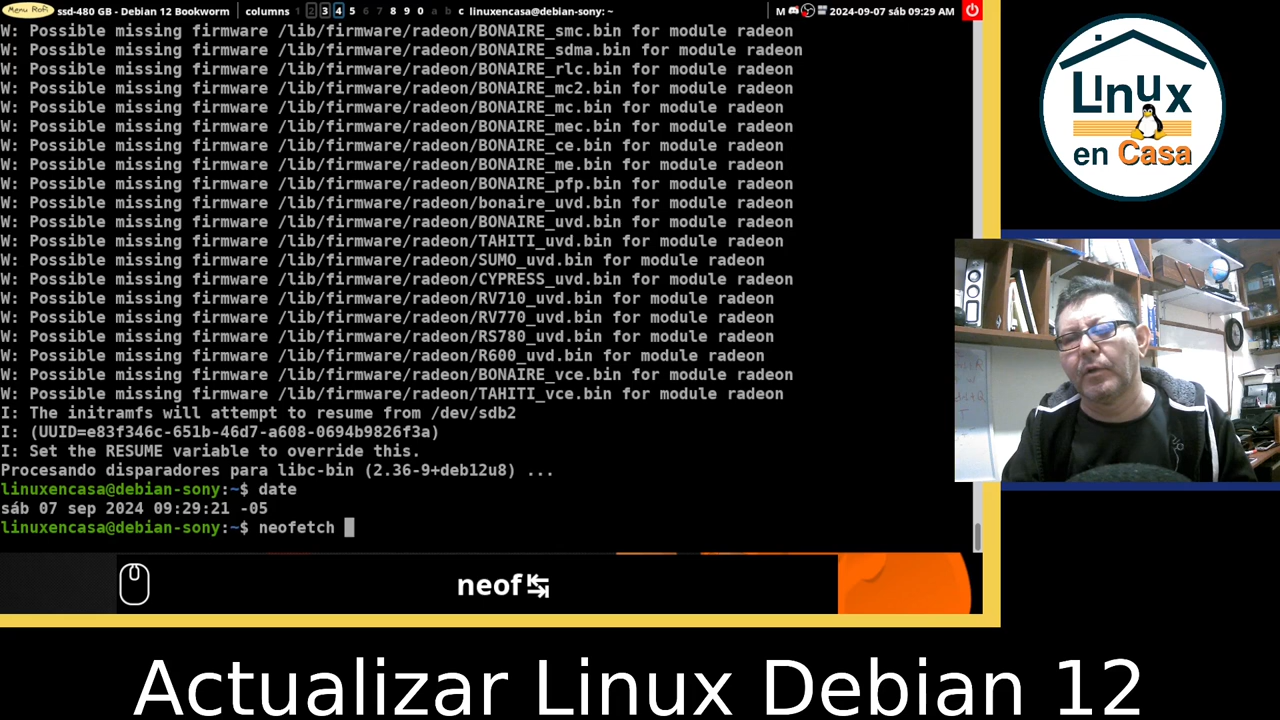 Menu Rofi ssd-480 GB - Debian 12 Bookworm columns 1 2 3 4 5 6 7 8 9 0 a b c linuxencasa@debian-sony: ~ M 2024-09-07 sáb 09:29 AM
W: Possible missing firmware /lib/firmware/radeon/BONAIRE_smc.bin for module radeon
W: Possible missing firmware /lib/firmware/radeon/BONAIRE_sdma.bin for module radeon
W: Possible missing firmware /lib/firmware/radeon/BONAIRE_rlc.bin for module radeon
W: Possible missing firmware /lib/firmware/radeon/BONAIRE_mc2.bin for module radeon
W: Possible missing firmware /lib/firmware/radeon/BONAIRE_mc.bin for module radeon
W: Possible missing firmware /lib/firmware/radeon/BONAIRE_mec.bin for module radeon
W: Possible missing firmware /lib/firmware/radeon/BONAIRE_ce.bin for module radeon
W: Possible missing firmware /lib/firmware/radeon/BONAIRE_me.bin for module radeon
W: Possible missing firmware /lib/firmware/radeon/BONAIRE_pfp.bin for module radeon
W: Possible missing firmware /lib/firmware/radeon/bonaire_uvd.bin for module radeon
W: Possible missing firmware /lib/firmware/radeon/BONAIRE_uvd.bin for module radeon
W: Possible missing firmware /lib/firmware/radeon/TAHITI_uvd.bin for module radeon
W: Possible missing firmware /lib/firmware/radeon/SUMO_uvd.bin for module radeon
W: Possible missing firmware /lib/firmware/radeon/CYPRESS_uvd.bin for module radeon
W: Possible missing firmware /lib/firmware/radeon/RV710_uvd.bin for module radeon
W: Possible missing firmware /lib/firmware/radeon/RV770_uvd.bin for module radeon
W: Possible missing firmware /lib/firmware/radeon/RS780_uvd.bin for module radeon
W: Possible missing firmware /lib/firmware/radeon/R600_uvd.bin for module radeon
W: Possible missing firmware /lib/firmware/radeon/BONAIRE_vce.bin for module radeon
W: Possible missing firmware /lib/firmware/radeon/TAHITI_vce.bin for module radeon
I: The initramfs will attempt to resume from /dev/sdb2
I: (UUID=e83f346c-651b-46d7-a608-0694b9826f3a)
I: Set the RESUME variable to override this.
Procesando disparadores para libc-bin (2.36-9+deb12u8) ...
linuxencasa@debian-sony:~$ date
sáb 07 sep 2024 09:29:21 -05
linuxencasa@debian-sony:~$ neofetch
neof
Linux
en Casa
Actualizar Linux Debian 12